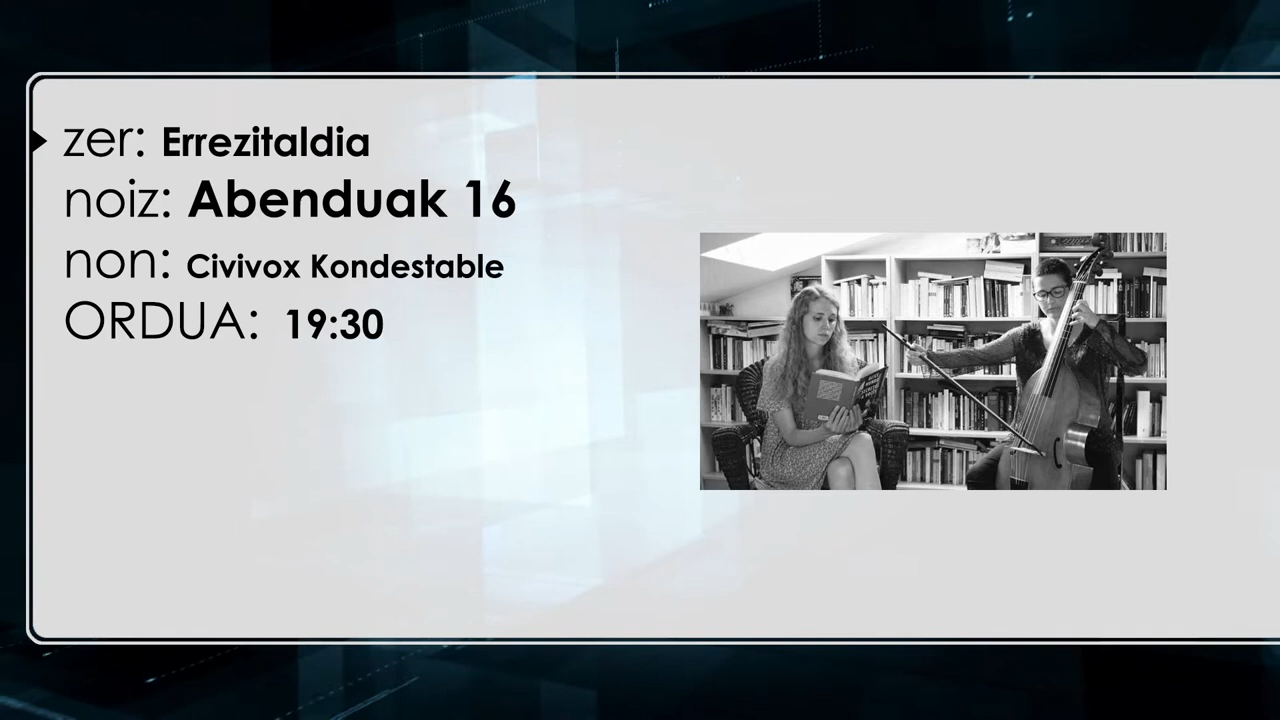 zer: Errezitaldia
noiz: Abenduak 16
non: Civivox Kondestable
ORDUA: 19:30